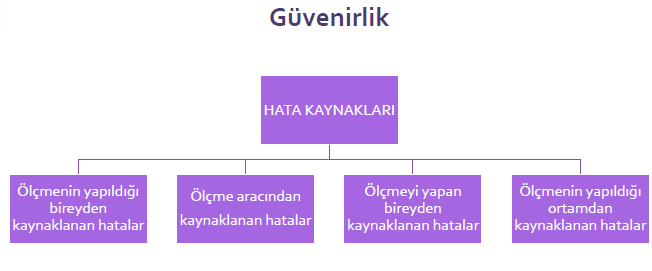 Güvenirlik
HATA KAYNAKLARI
Ölçmenin yapıldığı
bireyden
kaynaklanan hatalar
Ölçme aracından
kaynaklanan hatalar
Ölçmeyi yapan
bireyden
kaynaklanan hatalar
Ölçmenin yapıldığı
ortamdan
kaynaklanan hatalar